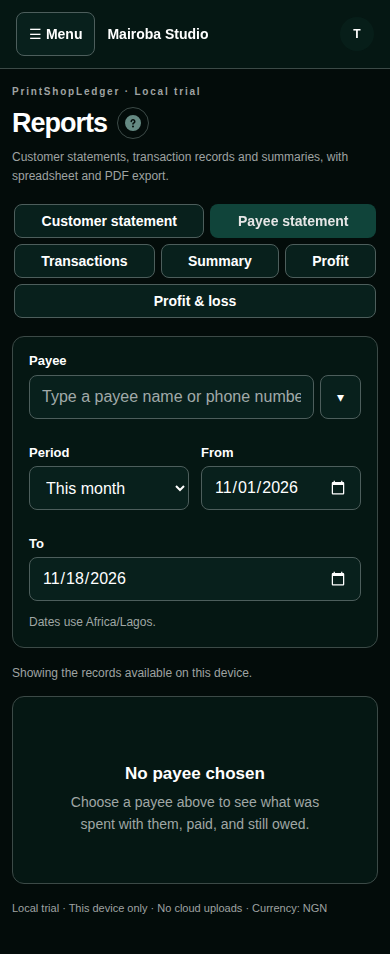 ☰ Menu
Mairoba Studio
T
PrintShopLedger · Local trial
Reports
?
Customer statements, transaction records and summaries, with
spreadsheet and PDF export.
Customer statement
Payee statement
Transactions
Summary
Profit
Profit & loss
Payee
Type a payee name or phone numbe
▼
Period
From
This month
11/01/2026
To
11/18/2026
Dates use Africa/Lagos.
Showing the records available on this device.
No payee chosen
Choose a payee above to see what was
spent with them, paid, and still owed.
Local trial · This device only · No cloud uploads · Currency: NGN